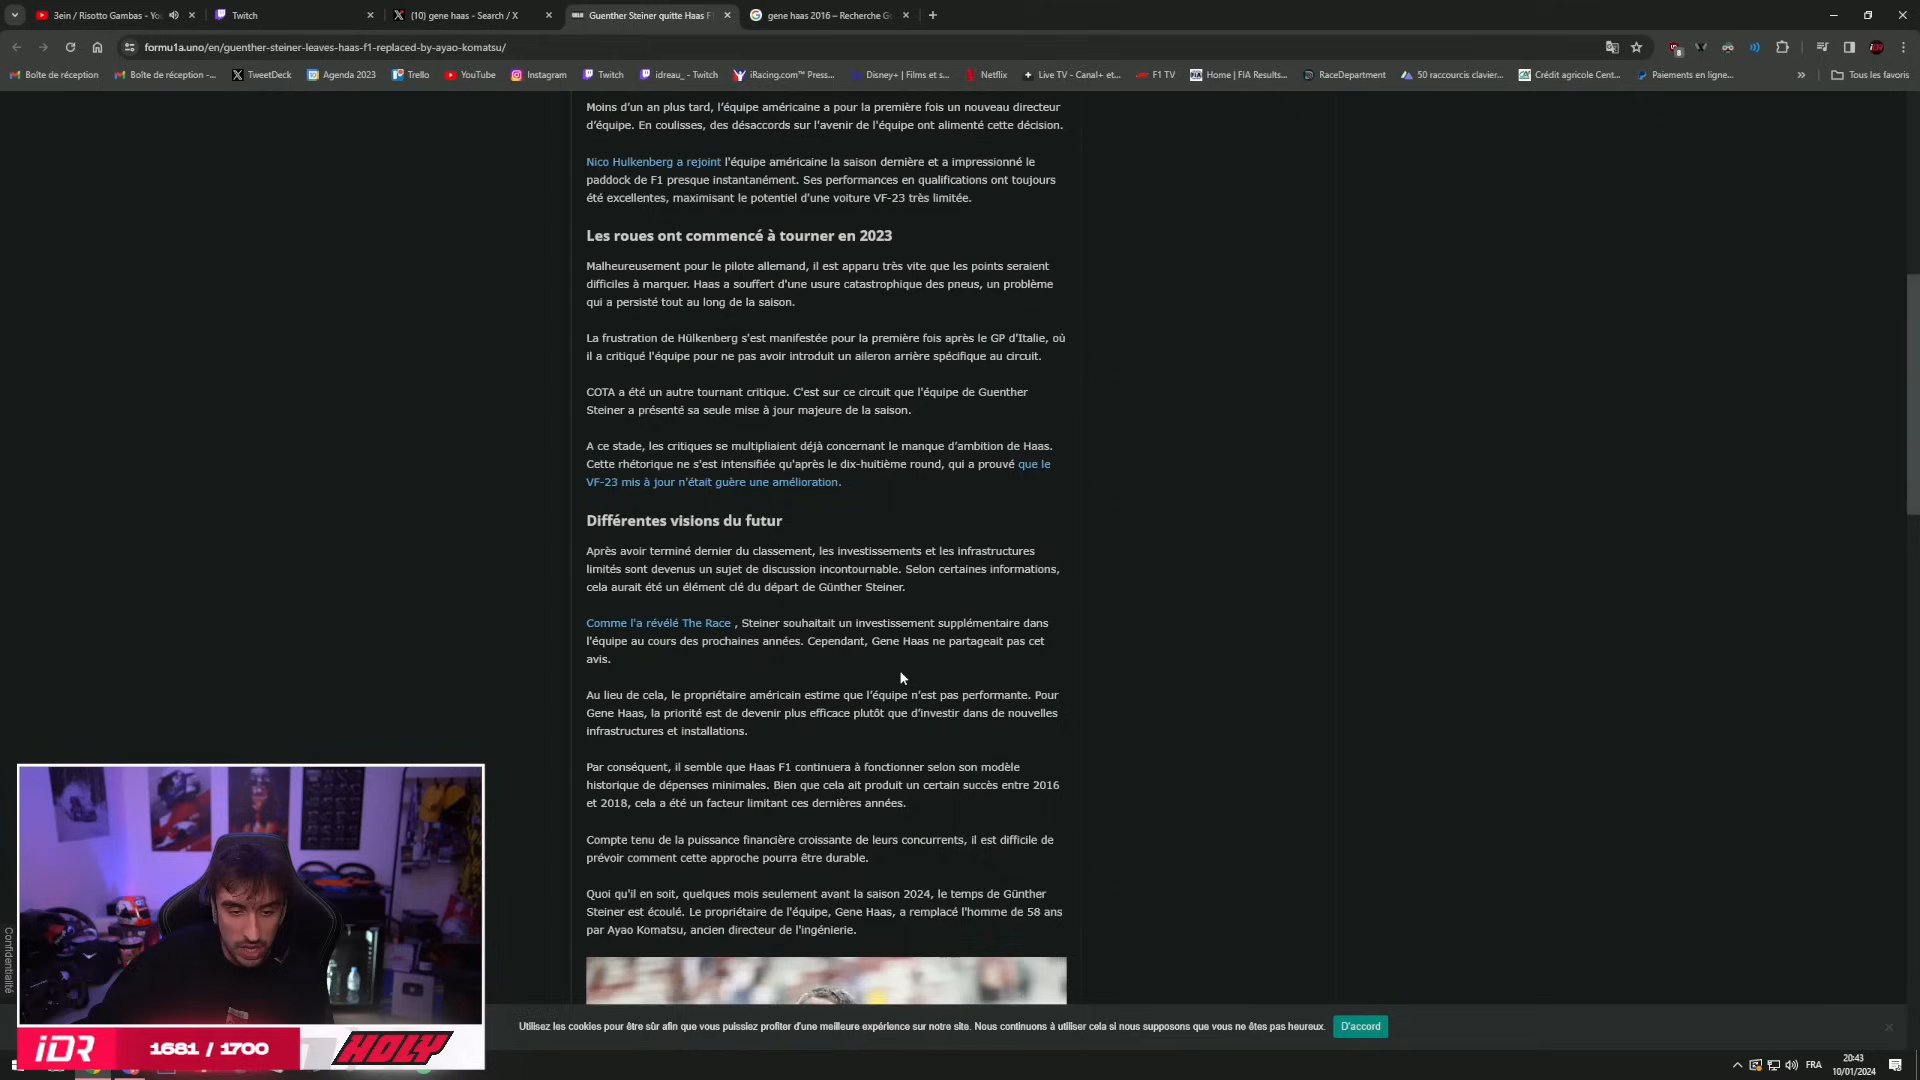 3ein / Risotto Gambas - Yo
Twitch
(10) gene haas - Search / X
Guenther Steiner quitte Haas F
gene haas 2016 – Recherche G
formu1a.uno/en/guenther-steiner-leaves-haas-f1-replaced-by-ayao-komatsu/
Boîte de réception
Boîte de réception -...
TweetDeck
Agenda 2023
Trello
YouTube
Instagram
Twitch
idreau_ - Twitch
iRacing.com™ Press...
Disney+ | Films et s...
Netflix
Live TV - Canal+ et...
F1 TV
Home | FIA Results...
RaceDepartment
50 raccourcis clavier...
Crédit agricole Cent...
Paiements en ligne...
Tous les favoris
Moins d’un an plus tard, l’équipe américaine a pour la première fois un nouveau directeur
d’équipe. En coulisses, des désaccords sur l'avenir de l'équipe ont alimenté cette décision.
Nico Hulkenberg a rejoint l'équipe américaine la saison dernière et a impressionné le
paddock de F1 presque instantanément. Ses performances en qualifications ont toujours
été excellentes, maximisant le potentiel d'une voiture VF-23 très limitée.
Les roues ont commencé à tourner en 2023
Malheureusement pour le pilote allemand, il est apparu très vite que les points seraient
difficiles à marquer. Haas a souffert d'une usure catastrophique des pneus, un problème
qui a persisté tout au long de la saison.
La frustration de Hülkenberg s'est manifestée pour la première fois après le GP d'Italie, où
il a critiqué l'équipe pour ne pas avoir introduit un aileron arrière spécifique au circuit.
COTA a été un autre tournant critique. C'est sur ce circuit que l'équipe de Guenther
Steiner a présenté sa seule mise à jour majeure de la saison.
A ce stade, les critiques se multipliaient déjà concernant le manque d’ambition de Haas.
Cette rhétorique ne s'est intensifiée qu'après le dix-huitième round, qui a prouvé que le
VF-23 mis à jour n'était guère une amélioration.
Différentes visions du futur
Après avoir terminé dernier du classement, les investissements et les infrastructures
limités sont devenus un sujet de discussion incontournable. Selon certaines informations,
cela aurait été un élément clé du départ de Günther Steiner.
Comme l'a révélé The Race , Steiner souhaitait un investissement supplémentaire dans
l'équipe au cours des prochaines années. Cependant, Gene Haas ne partageait pas cet
avis.
Au lieu de cela, le propriétaire américain estime que l’équipe n’est pas performante. Pour
Gene Haas, la priorité est de devenir plus efficace plutôt que d’investir dans de nouvelles
infrastructures et installations.
Par conséquent, il semble que Haas F1 continuera à fonctionner selon son modèle
historique de dépenses minimales. Bien que cela ait produit un certain succès entre 2016
et 2018, cela a été un facteur limitant ces dernières années.
Compte tenu de la puissance financière croissante de leurs concurrents, il est difficile de
prévoir comment cette approche pourra être durable.
Quoi qu'il en soit, quelques mois seulement avant la saison 2024, le temps de Günther
Steiner est écoulé. Le propriétaire de l'équipe, Gene Haas, a remplacé l'homme de 58 ans
par Ayao Komatsu, ancien directeur de l'ingénierie.
Confidentialité
Utilisez les cookies pour être sûr afin que vous puissiez profiter d'une meilleure expérience sur notre site. Nous continuons à utiliser cela si nous supposons que vous ne êtes pas heureux.
D'accord
iDR
1681 / 1700
HOLY
FRA
20:43
10/01/2024